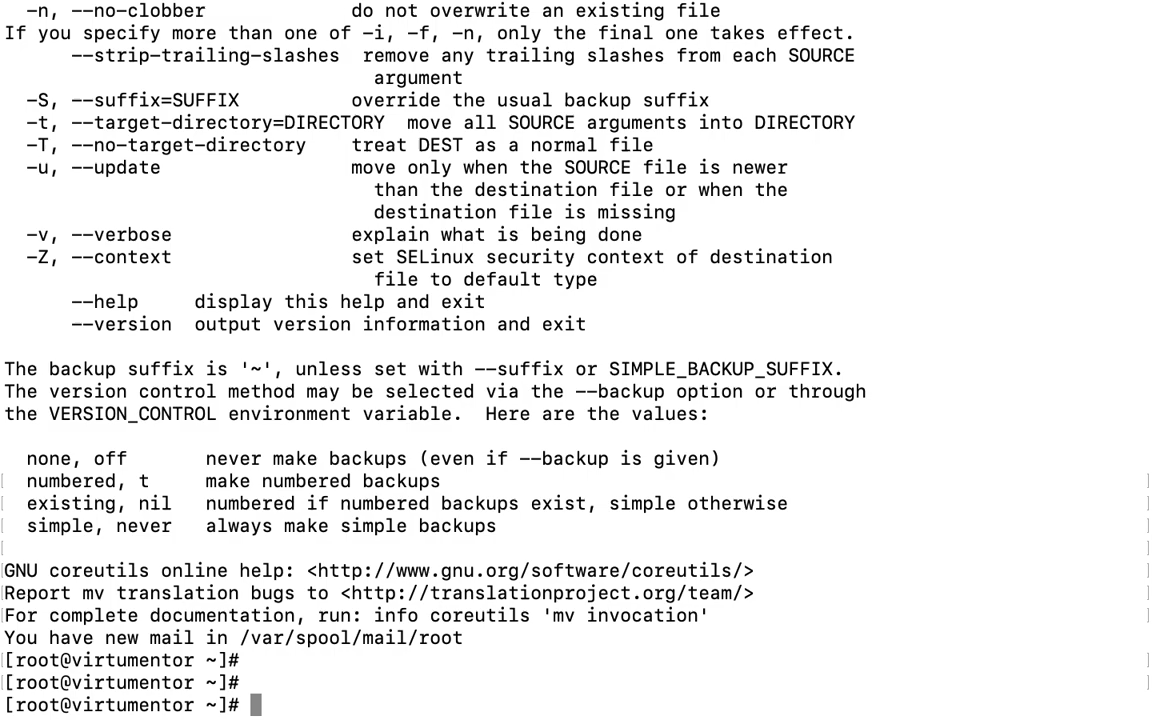 -n, --no-clobber             do not overwrite an existing file
If you specify more than one of -i, -f, -n, only the final one takes effect.
--strip-trailing-slashes  remove any trailing slashes from each SOURCE
argument
-S, --suffix=SUFFIX          override the usual backup suffix
-t, --target-directory=DIRECTORY  move all SOURCE arguments into DIRECTORY
-T, --no-target-directory    treat DEST as a normal file
-u, --update                 move only when the SOURCE file is newer
than the destination file or when the
destination file is missing
-v, --verbose                explain what is being done
-Z, --context                set SELinux security context of destination
file to default type
--help     display this help and exit
--version  output version information and exit
The backup suffix is '~', unless set with --suffix or SIMPLE_BACKUP_SUFFIX.
The version control method may be selected via the --backup option or through
the VERSION_CONTROL environment variable.  Here are the values:
none, off       never make backups (even if --backup is given)
numbered, t     make numbered backups
existing, nil   numbered if numbered backups exist, simple otherwise
simple, never   always make simple backups
GNU coreutils online help: <http://www.gnu.org/software/coreutils/>
Report mv translation bugs to <http://translationproject.org/team/>
For complete documentation, run: info coreutils 'mv invocation'
You have new mail in /var/spool/mail/root
[root@virtumentor ~]#
[root@virtumentor ~]#
[root@virtumentor ~]#